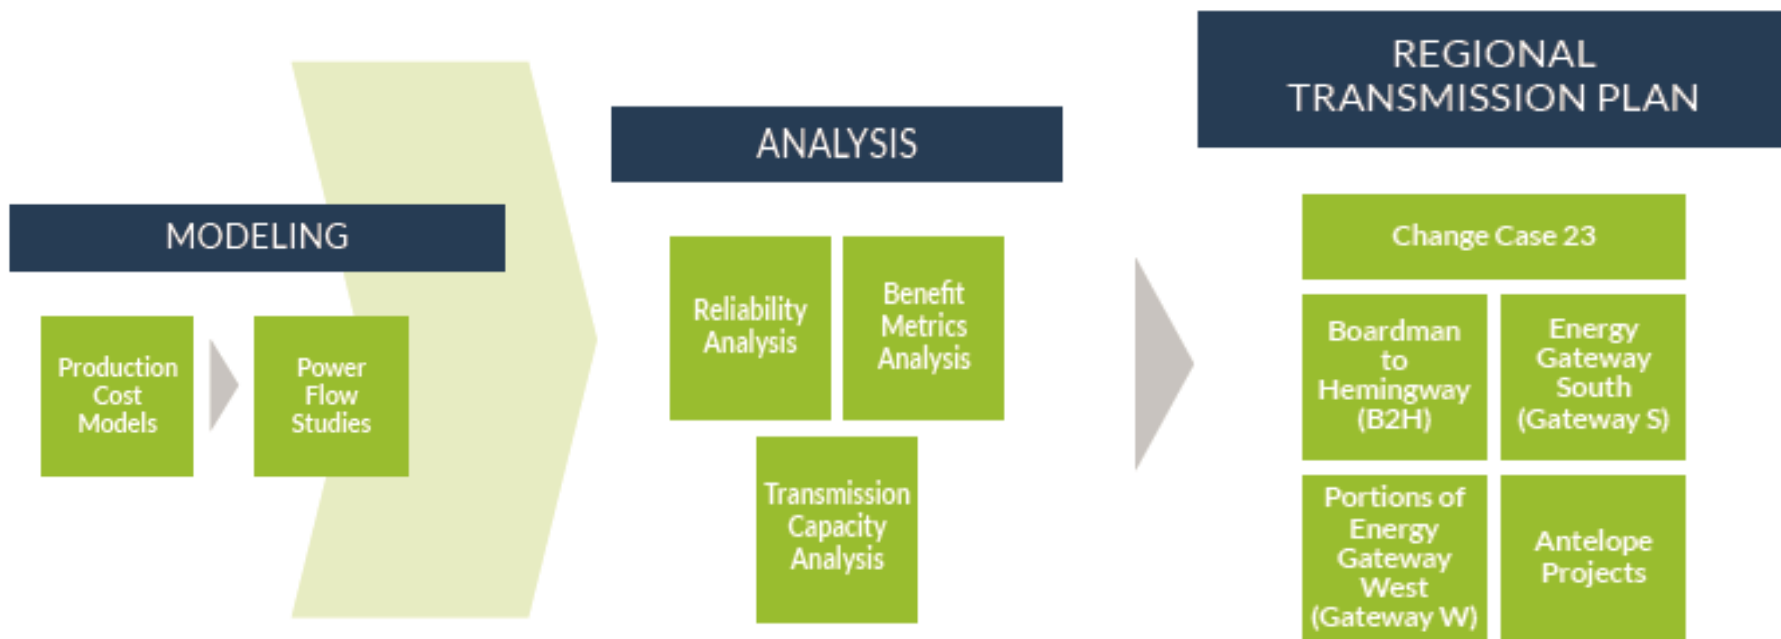 MODELING
Production
Cost
Models
Power
Flow
Studies
ANALYSIS
Reliability
Analysis
Benefit
Metrics
Analysis
Transmission
Capacity
Analysis
REGIONAL
TRANSMISSION PLAN
Change Case 23
Boardman
to
Hemingway
(B2H)
Energy
Gateway
South
(Gateway S)
Portions of
Energy
Gateway
West
(Gateway W)
Antelope
Projects